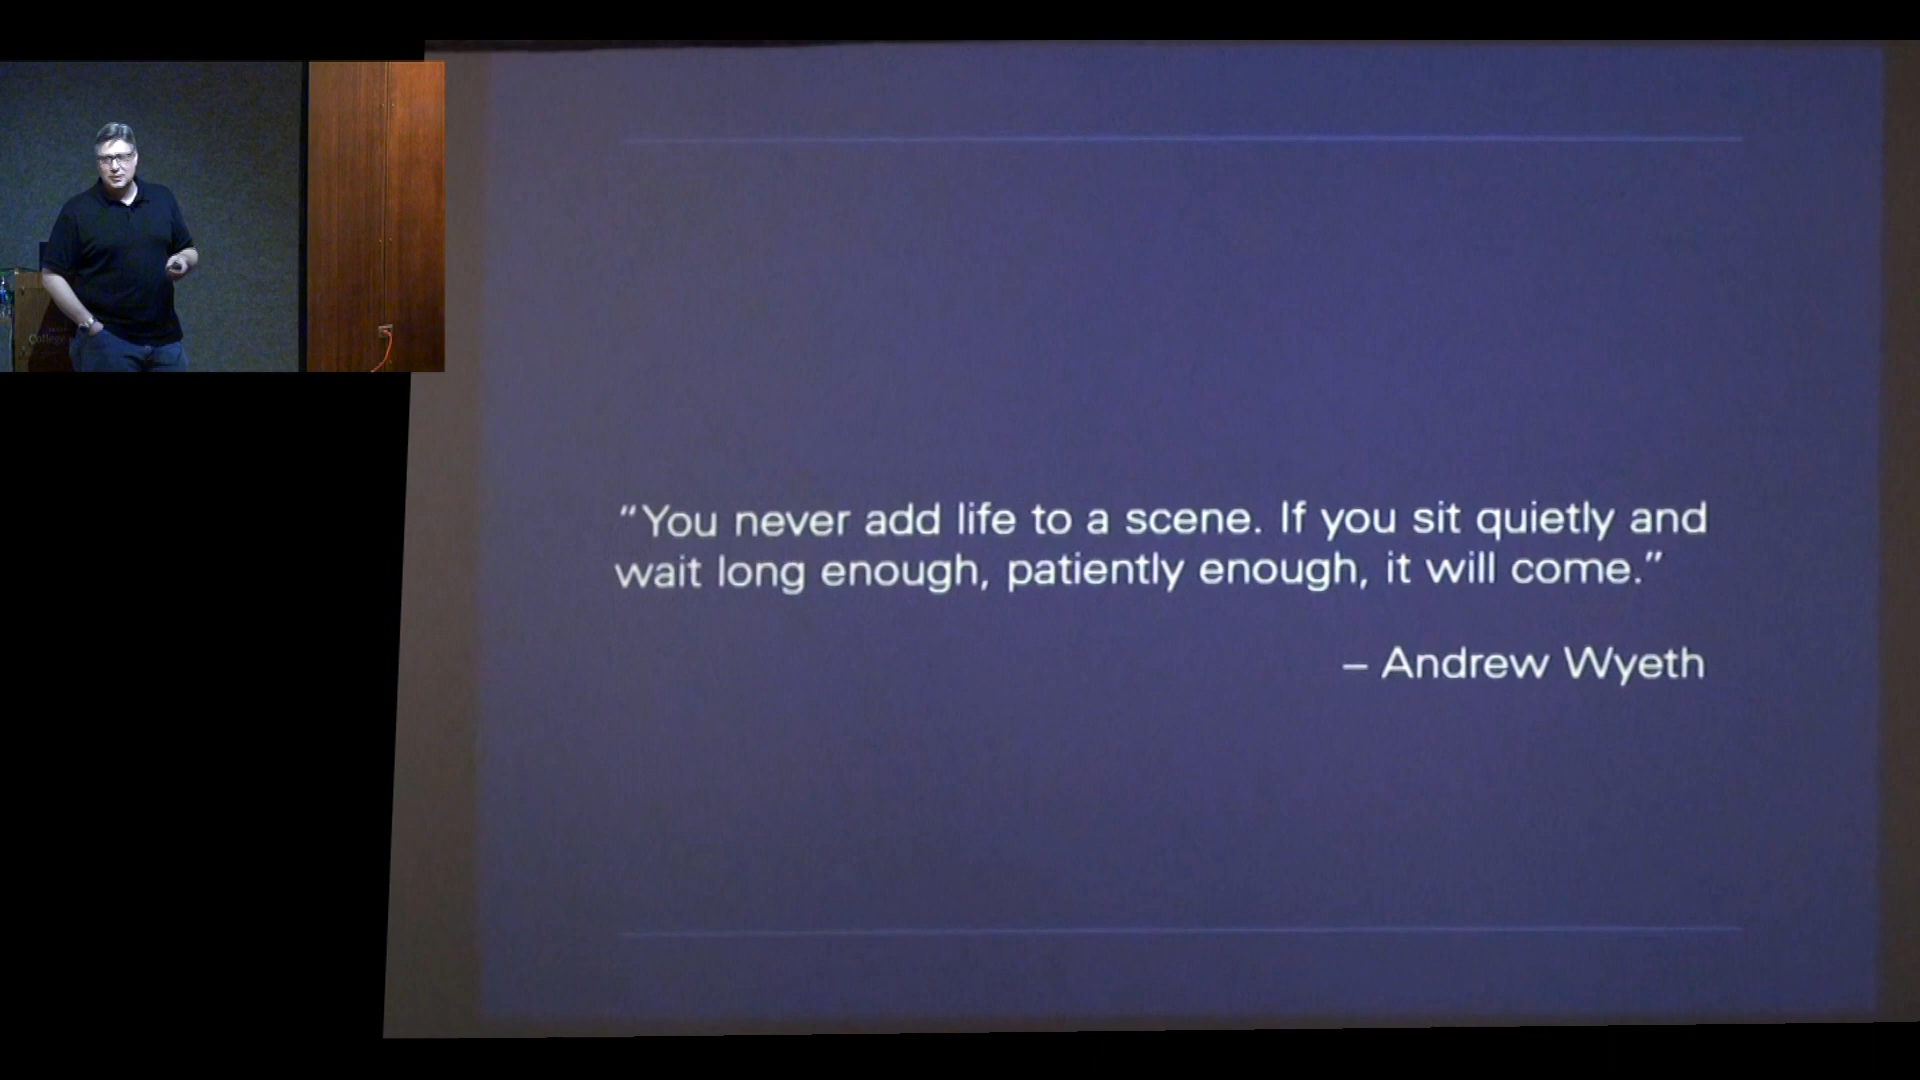 College
“You never add life to a scene. If you sit quietly and
wait long enough, patiently enough, it will come.”
– Andrew Wyeth